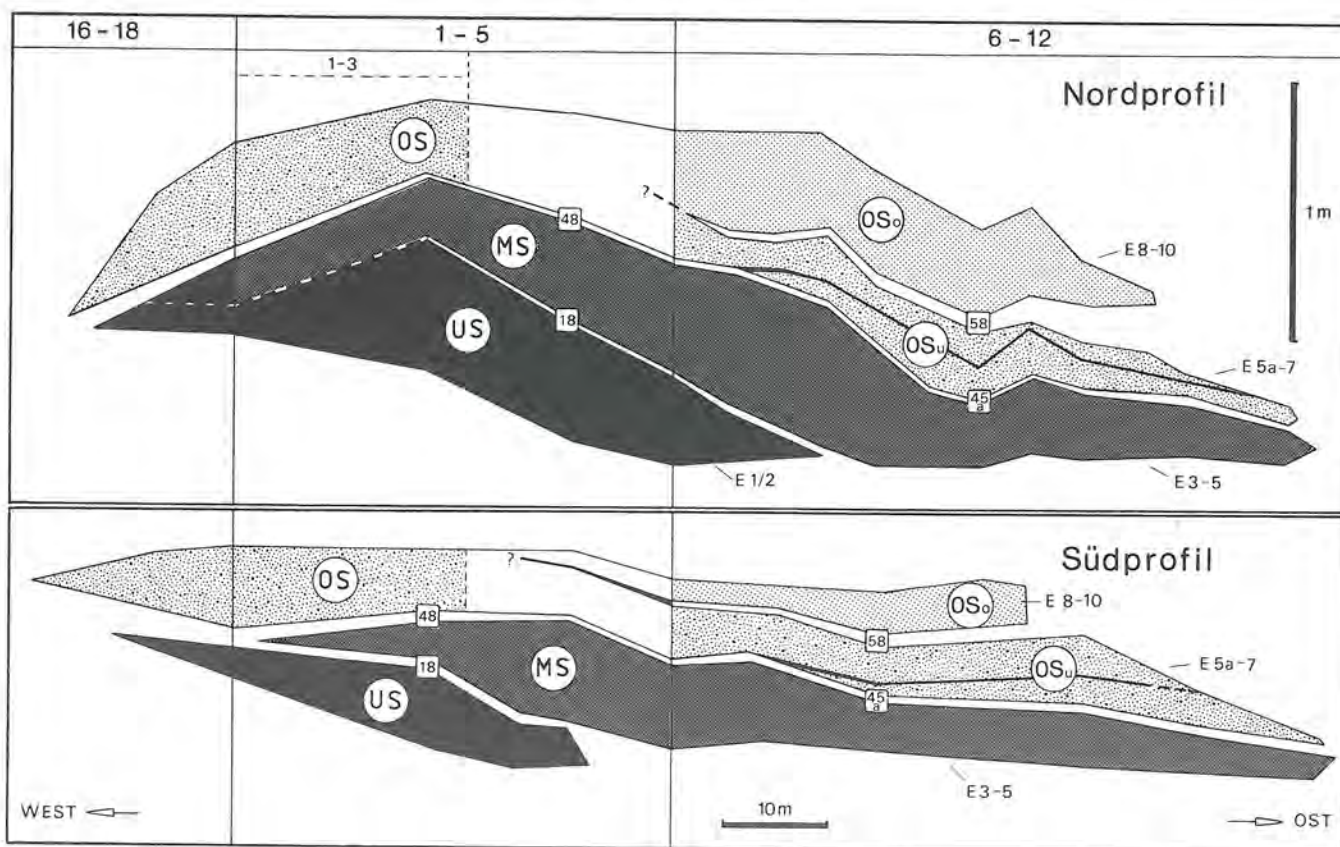 16-18
1-5
6-12
1-3
Nordprofil
OS
1m
?
48
MS
OSo
E 8-10
18
US
58
OSu
E 5a-7
45a
E 1/2
E 3-5
Südprofil
OS
?
OSo
E 8-10
48
58
MS
OSu
E 5a-7
18
45a
US
E 3-5
WEST
10m
OST